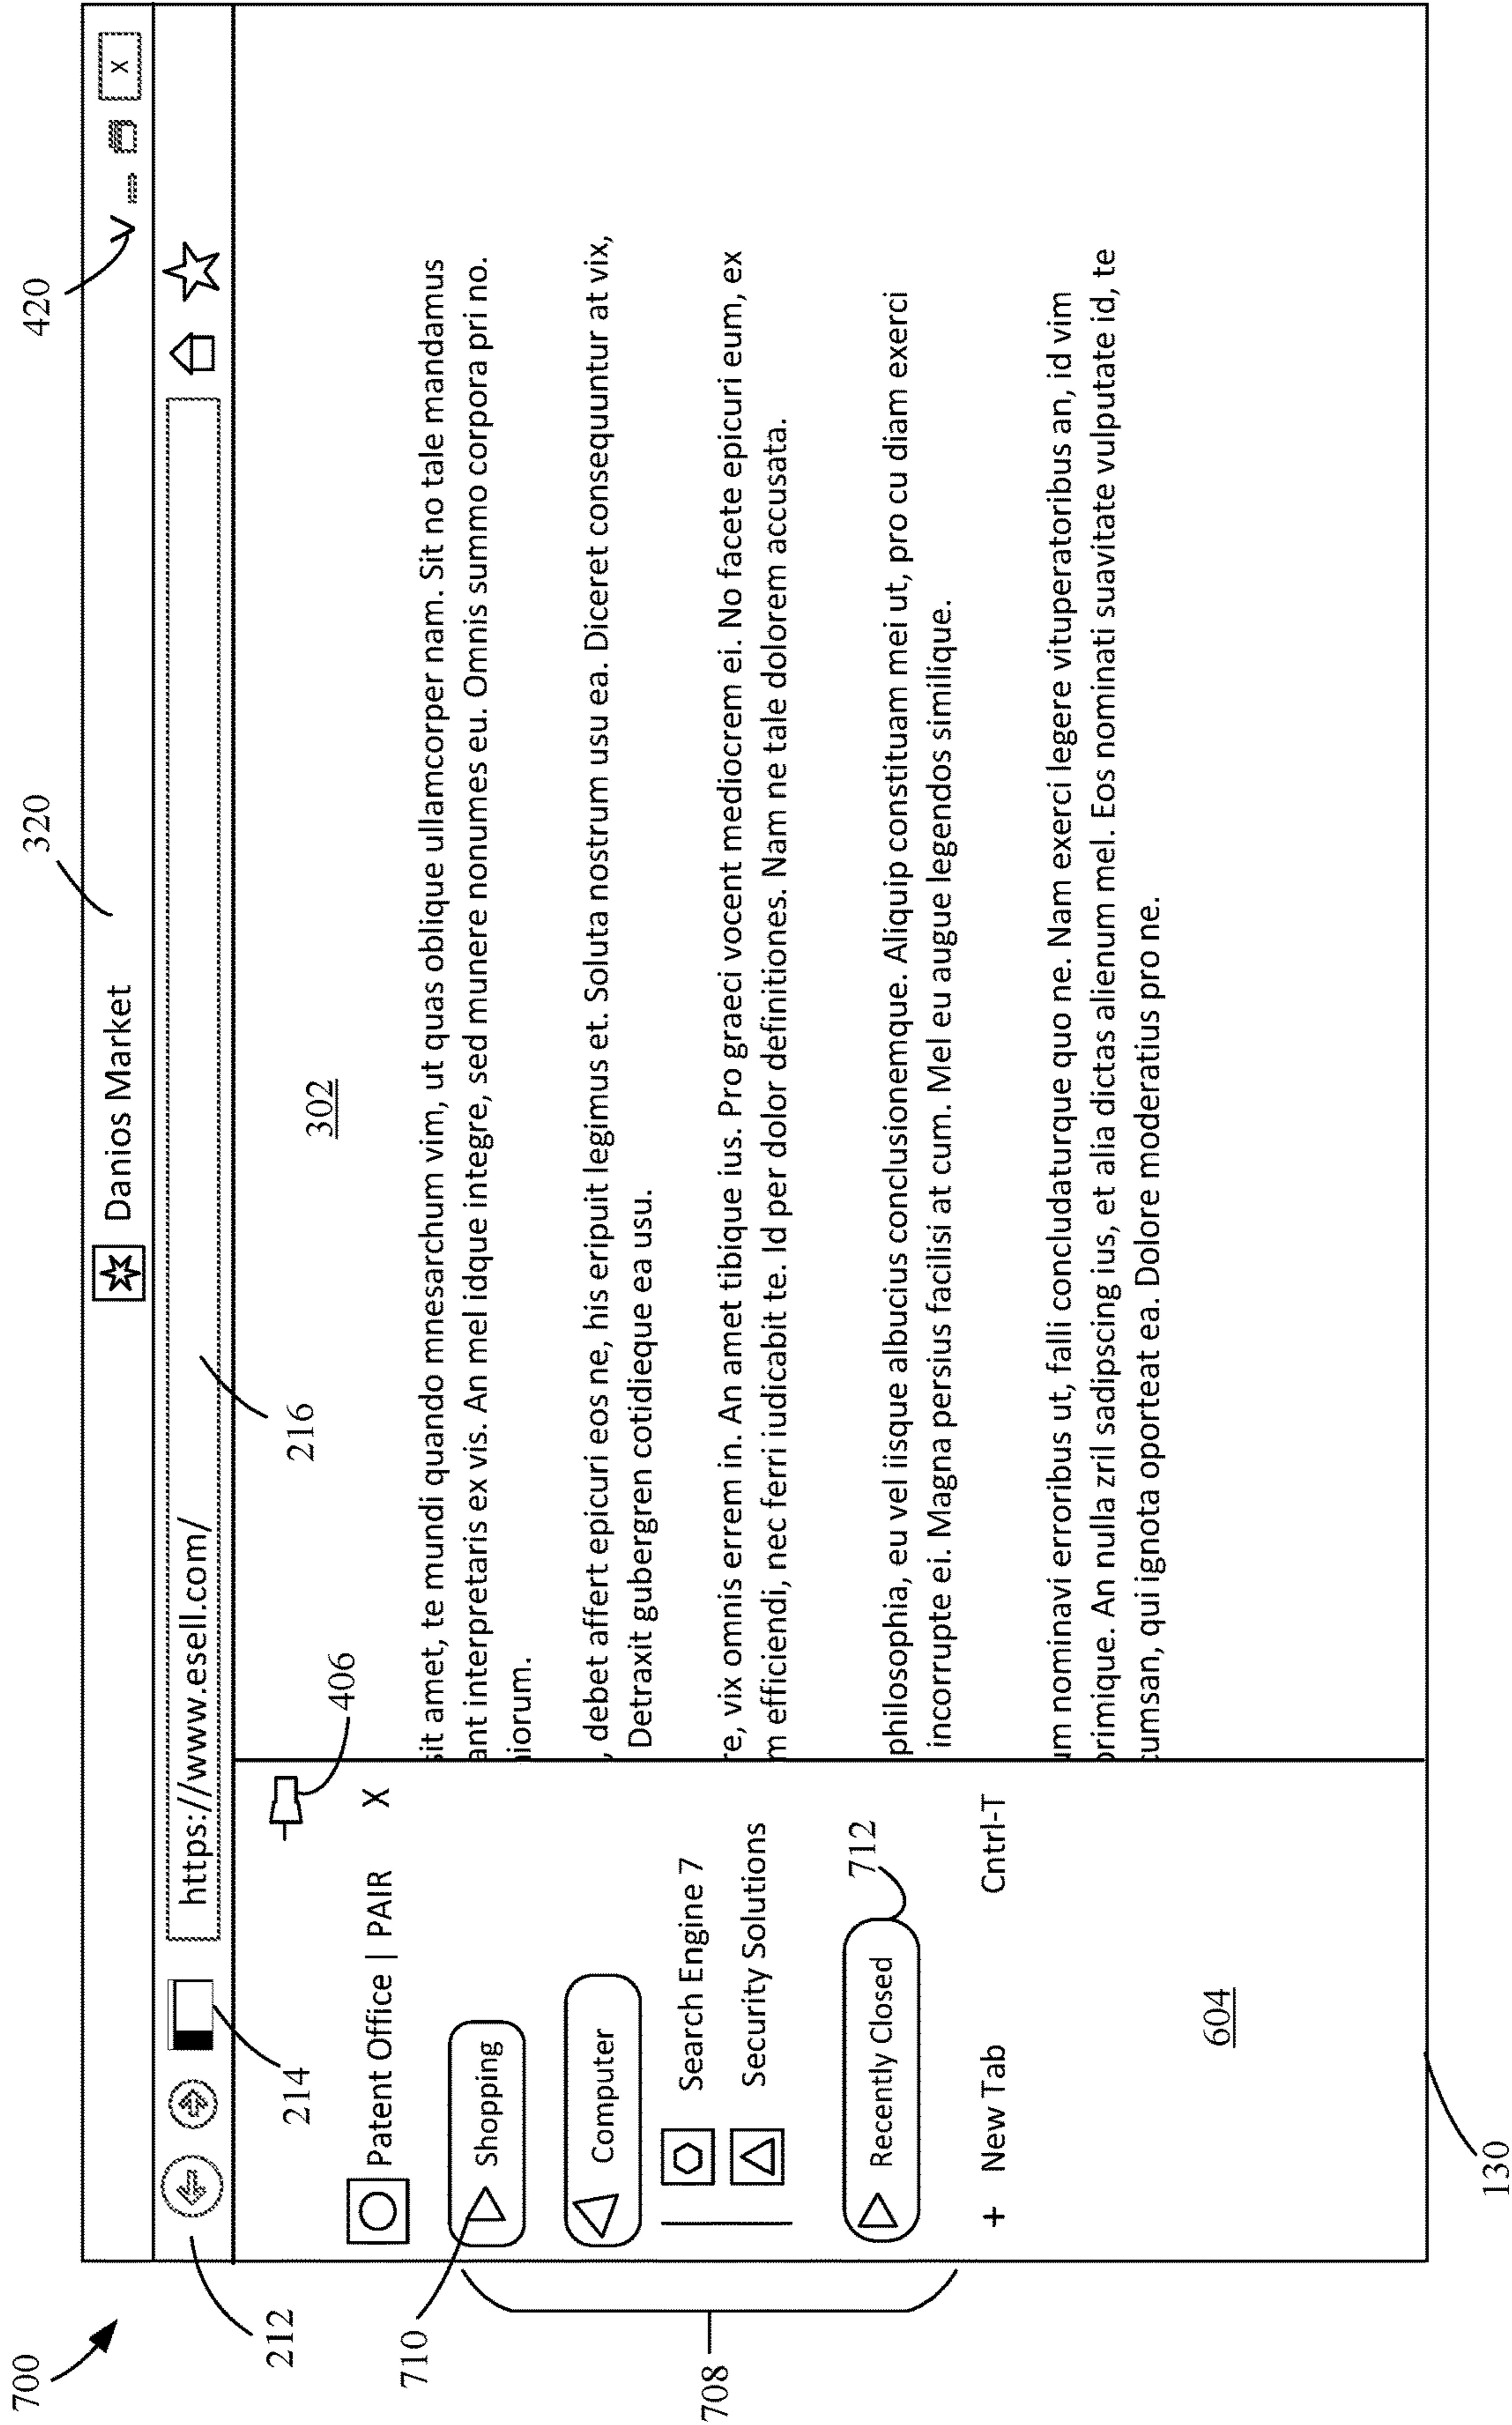 700
320
420
Danios Market
X
212
214
https://www.esell.com/
216
406
302
Patent Office | PAIR X
710
Shopping
Computer
Search Engine 7
Security Solutions
708
Recently Closed
712
+ New Tab Cntrl-T
604
130
sit amet, te mundi quando mnesarchum vim, ut quas oblique ullamcorper nam. Sit no tale mandamus
ant interpretaris ex vis. An mel idque integre, sed munere nonumes eu. Omnis summo corpora pri no.
iorum.
, debet affert epicuri eos ne, his eripuit legimus et. Soluta nostrum usu ea. Diceret consequuntur at vix,
Detraxit gubergren cotidieque ea usu.
re, vix omnis errem in. An amet tibique ius. Pro graeci vocent mediocrem ei. No facete epicuri eum, ex
m efficiendi, nec ferri iudicabit te. Id per dolor definitiones. Nam ne tale dolorem accusata.
philosophia, eu vel iisque albucius conclusionemque. Aliquip constituam mei ut, pro cu diam exerci
incorrupte ei. Magna persius facilisi at cum. Mel eu augue legendos similique.
um nominavi erroribus ut, falli concludaturque quo ne. Nam exerci legere vituperatoribus an, id vim
primique. An nulla zril sadipscing ius, et alia dictas alienum mel. Eos nominati suavitate vulputate id, te
cumsan, qui ignota oporteat ea. Dolore moderatius pro ne.